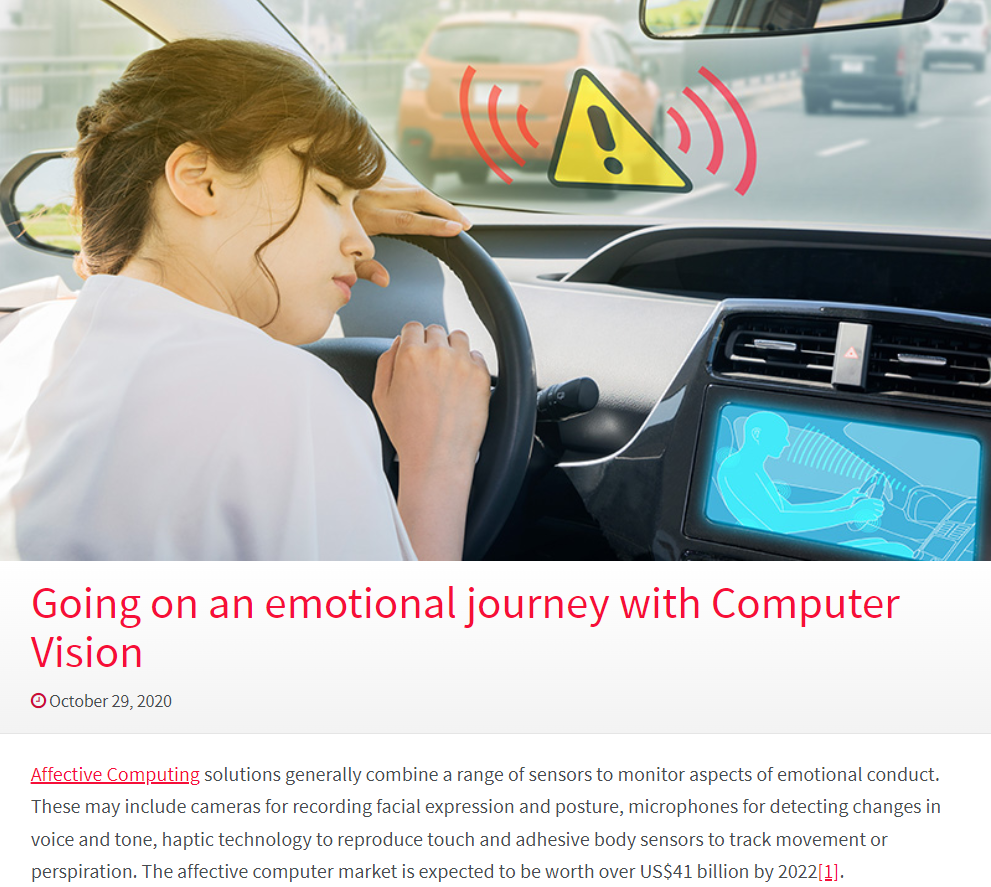 Going on an emotional journey with Computer
Vision
October 29, 2020
Affective Computing solutions generally combine a range of sensors to monitor aspects of emotional conduct.
These may include cameras for recording facial expression and posture, microphones for detecting changes in
voice and tone, haptic technology to reproduce touch and adhesive body sensors to track movement or
perspiration. The affective computer market is expected to be worth over US$41 billion by 2022[1].